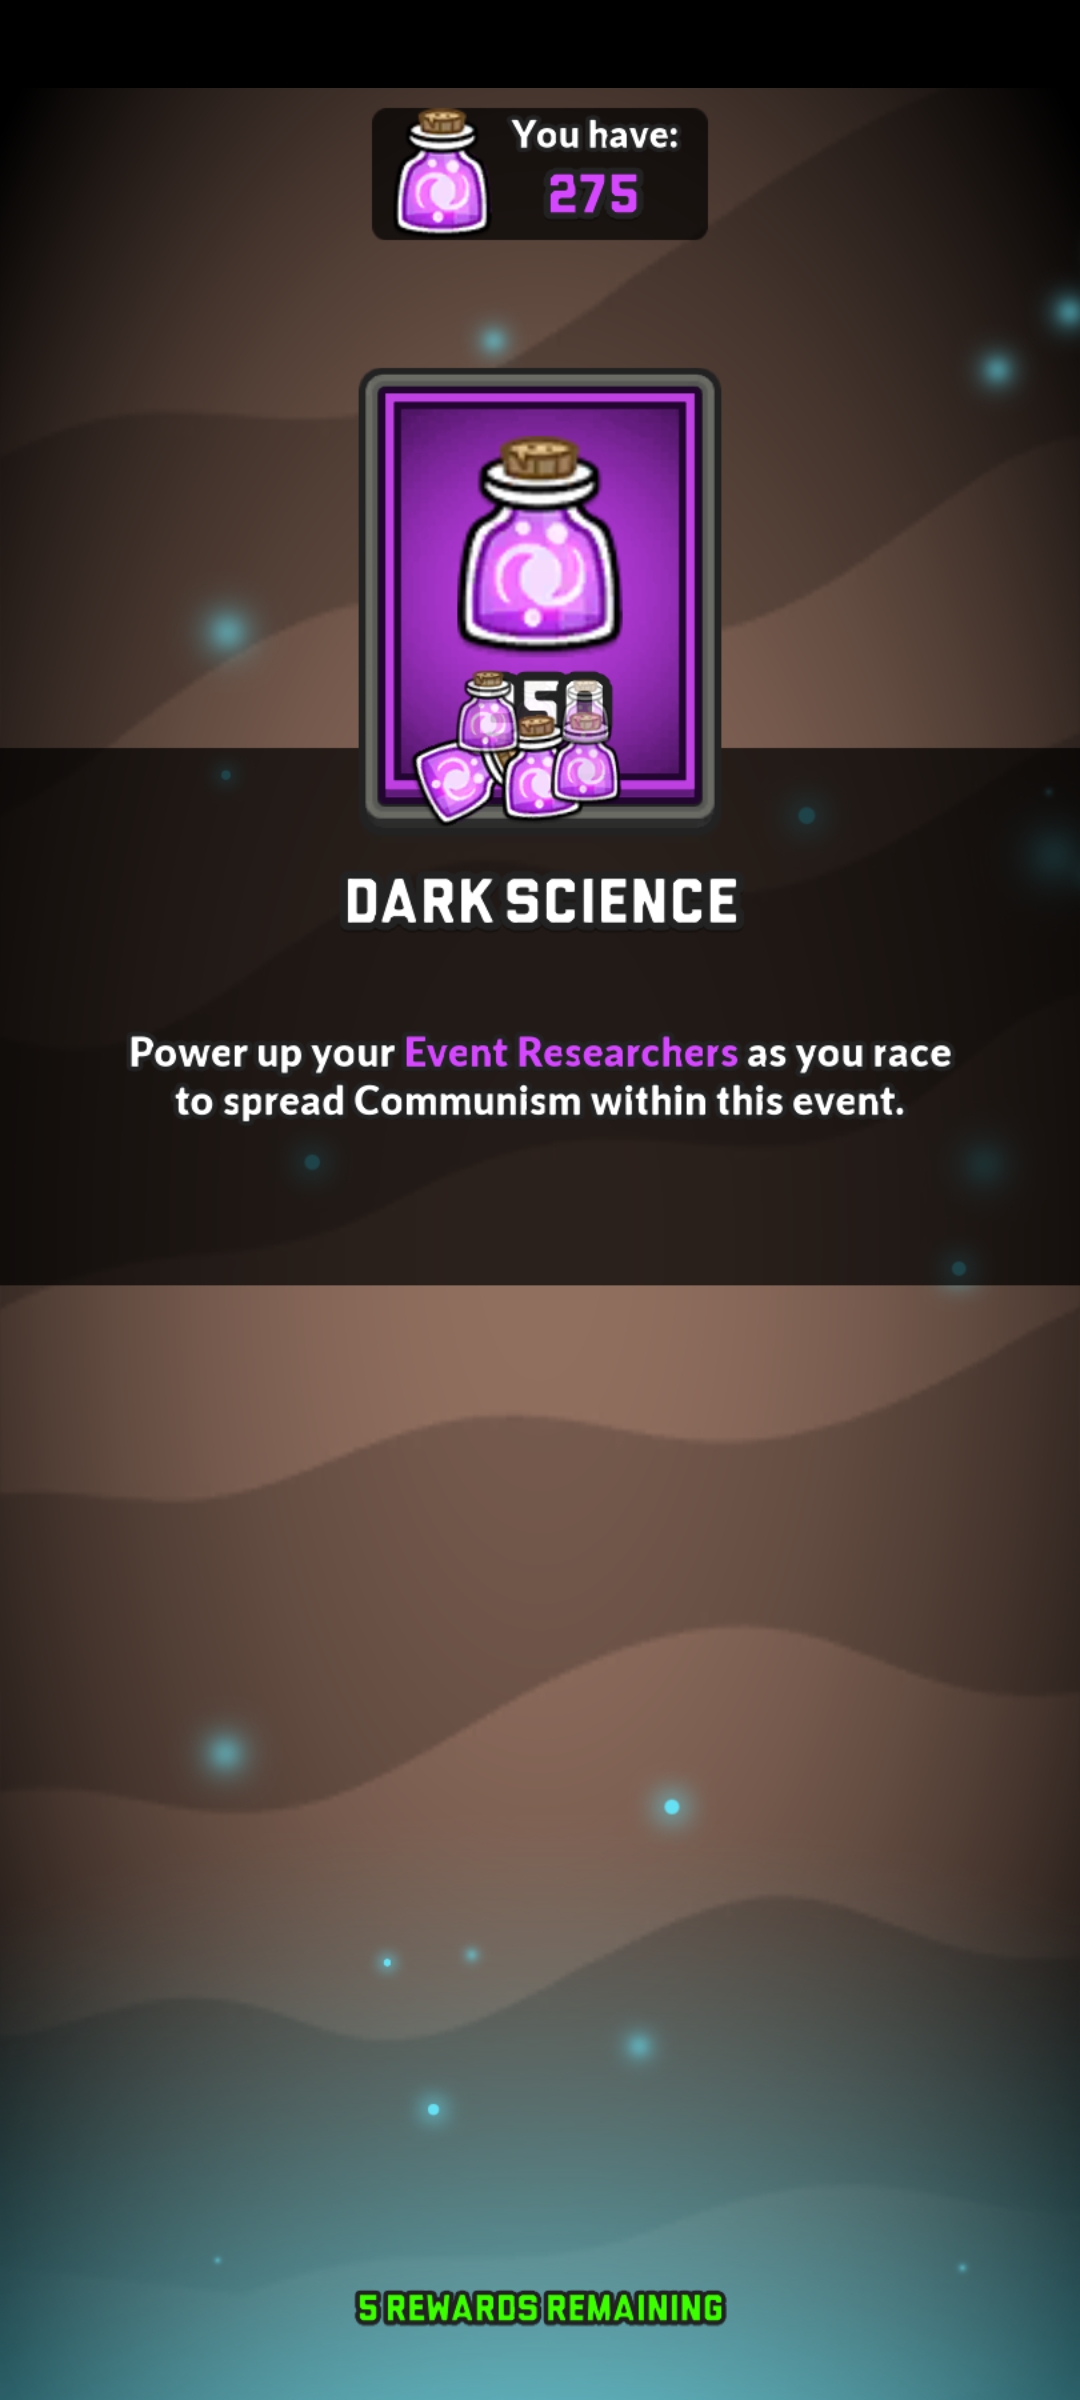 You have:
275
DARK SCIENCE
Power up your Event Researchers as you race
to spread Communism within this event.
5 REWARDS REMAINING